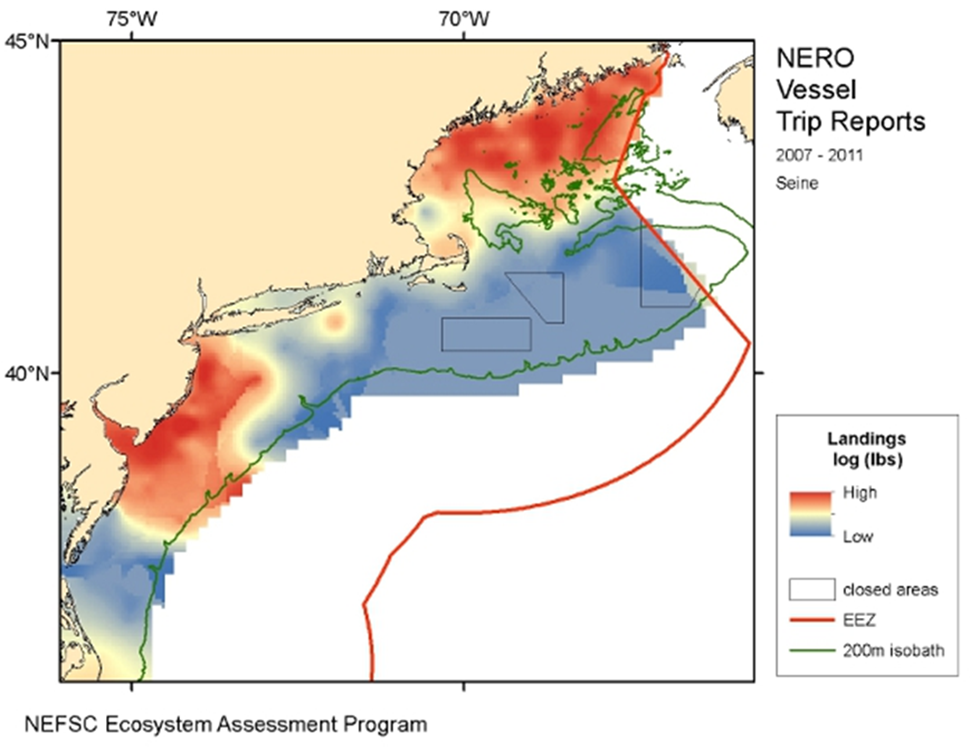 75°W
70°W
45°N
40°N
NERO
Vessel
Trip Reports
2007 - 2011
Seine
Landings
log (lbs)
High
Low
closed areas
EEZ
200m isobath
NEFSC Ecosystem Assessment Program